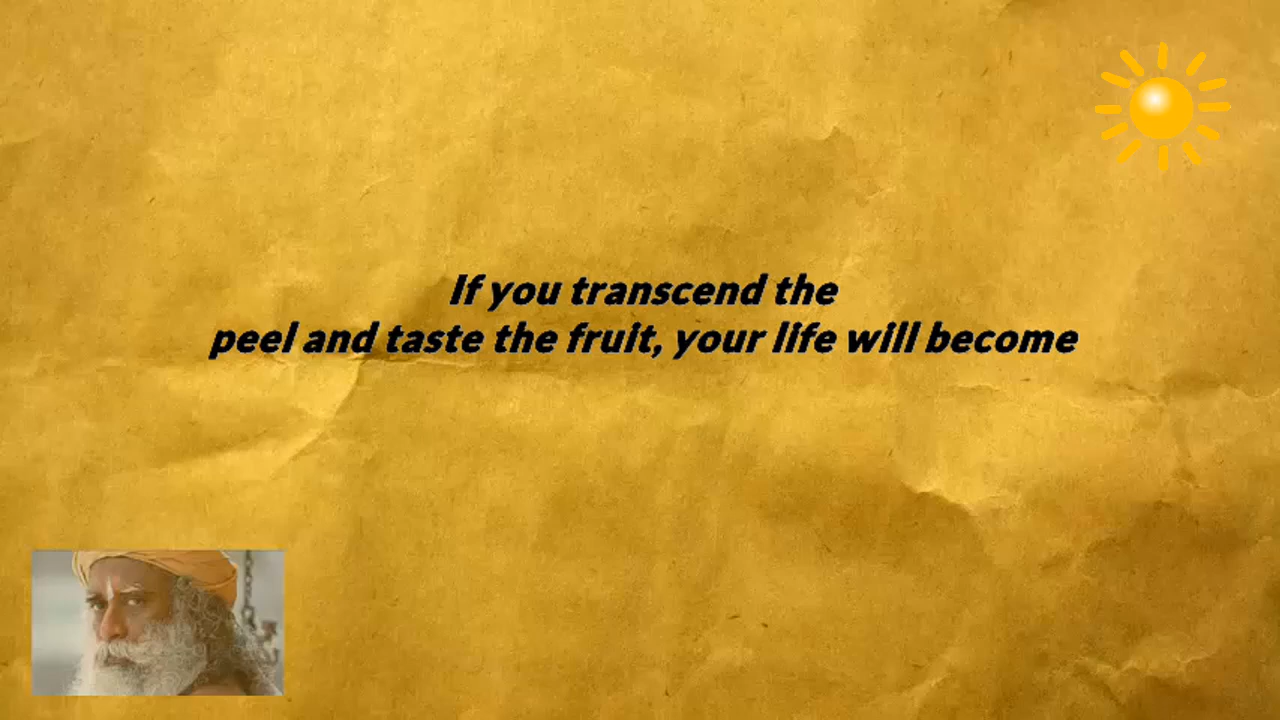 If you transcend the
peel and taste the fruit, your life will become